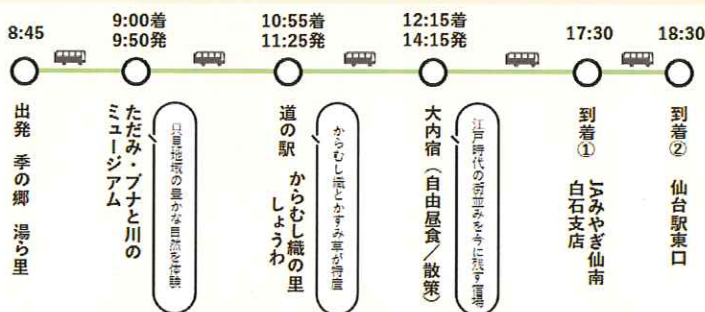 8:45
出発 季の郷 湯ら里
9:00着
9:50発
ただみ・ブナと川の
ミュージアム
只見地域の豊かな自然を体験
10:55着
11:25発
道の駅 からむし織の里
しょうわ
からむし織とかすみ草が特産
12:15着
14:15発
大内宿（自由昼食／散策）
江戸時代の街並みを今に残す宿場
17:30
到着① JAみやぎ仙南
白石支店
18:30
到着② 仙台駅東口